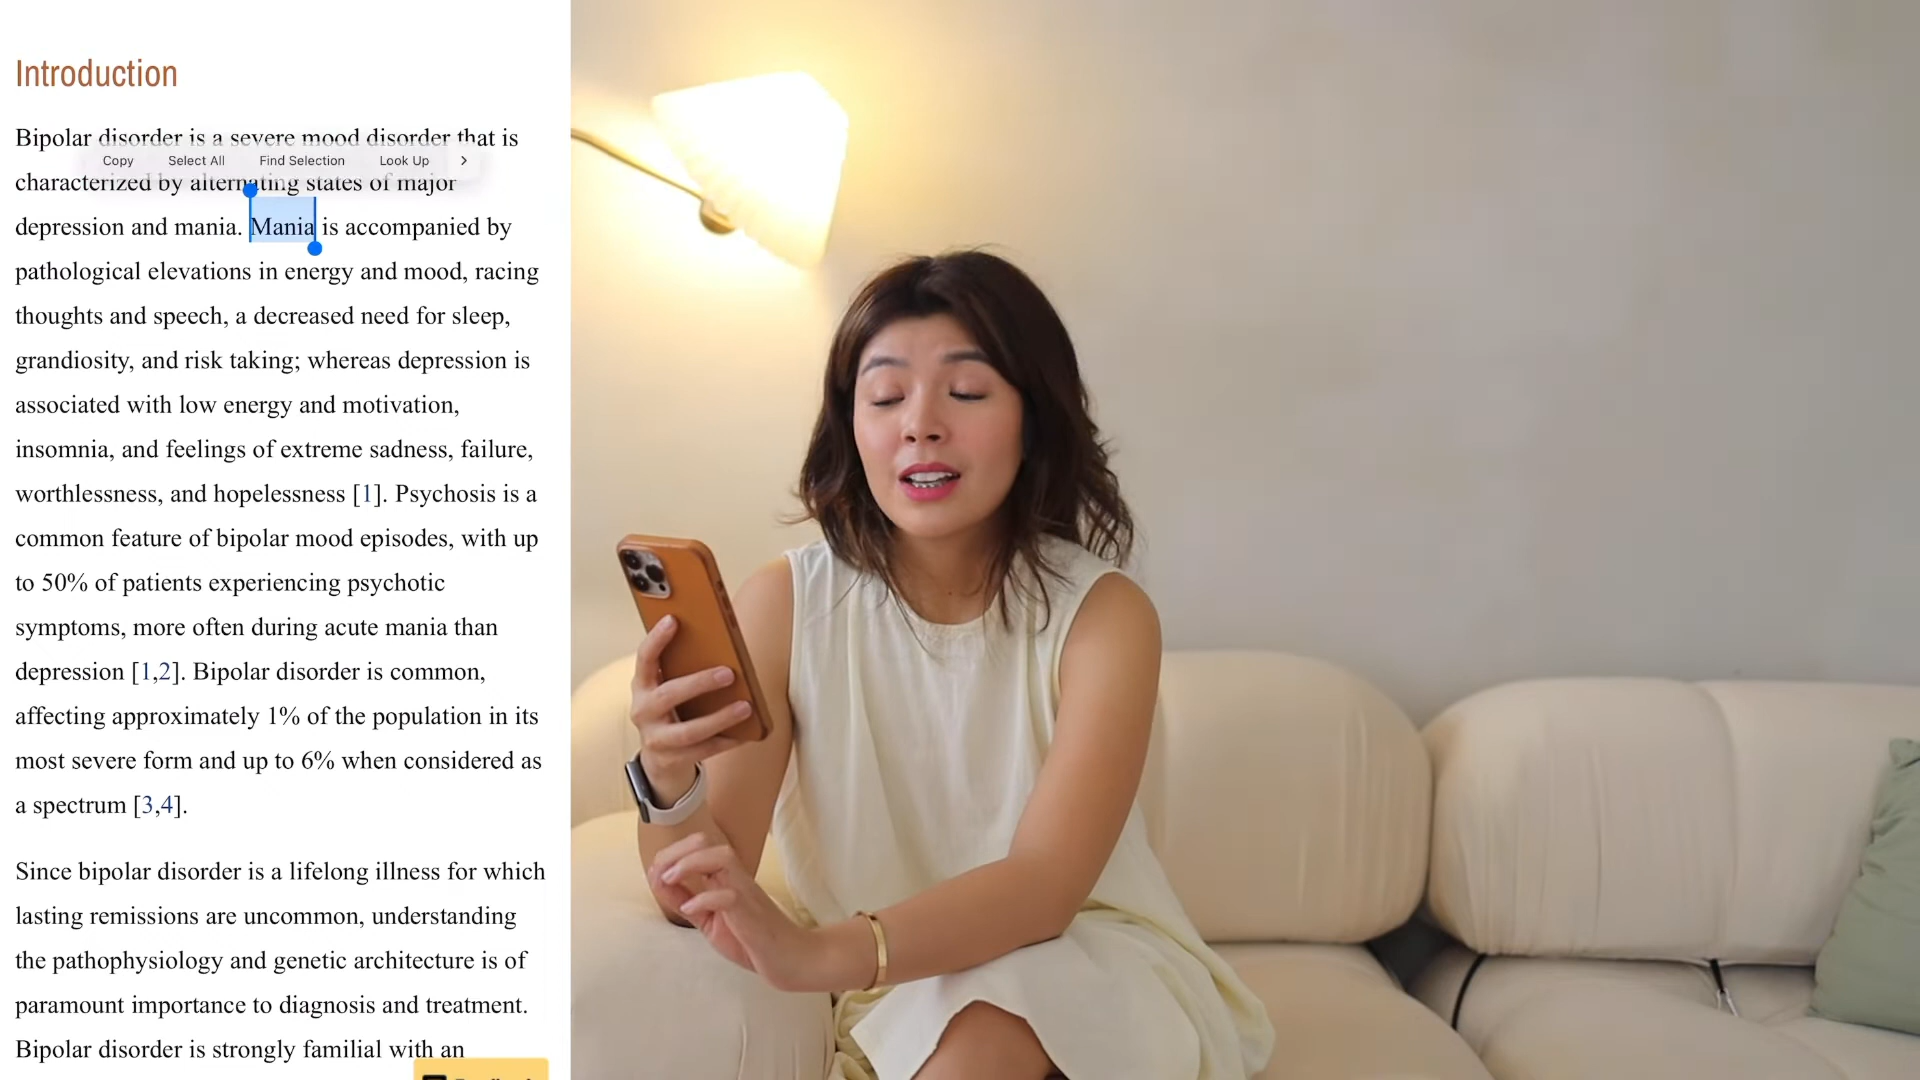 Introduction
Bipolar disorder is a severe mood disorder that is
Copy Select All Find Selection Look Up
characterized by alternating states of major
depression and mania. Mania is accompanied by
pathological elevations in energy and mood, racing
thoughts and speech, a decreased need for sleep,
grandiosity, and risk taking; whereas depression is
associated with low energy and motivation,
insomnia, and feelings of extreme sadness, failure,
worthlessness, and hopelessness [1]. Psychosis is a
common feature of bipolar mood episodes, with up
to 50% of patients experiencing psychotic
symptoms, more often during acute mania than
depression [1,2]. Bipolar disorder is common,
affecting approximately 1% of the population in its
most severe form and up to 6% when considered as
a spectrum [3,4].
Since bipolar disorder is a lifelong illness for which
lasting remissions are uncommon, understanding
the pathophysiology and genetic architecture is of
paramount importance to diagnosis and treatment.
Bipolar disorder is strongly familial with an